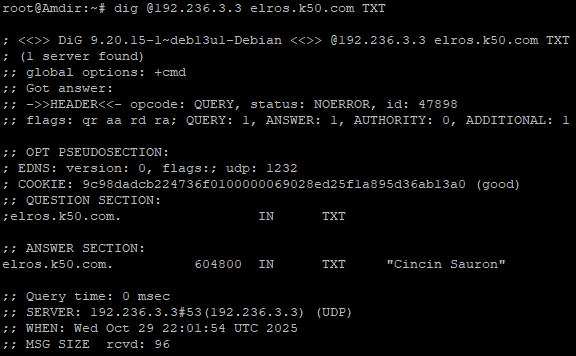 root@Amdir:~# dig @192.236.3.3 elros.k50.com TXT
; <<>> DiG 9.20.15-1~deb13u1-Debian <<>> @192.236.3.3 elros.k50.com TXT
; (1 server found)
;; global options: +cmd
;; Got answer:
;; ->>HEADER<<- opcode: QUERY, status: NOERROR, id: 47898
;; flags: qr aa rd ra; QUERY: 1, ANSWER: 1, AUTHORITY: 0, ADDITIONAL: 1
;; OPT PSEUDOSECTION:
; EDNS: version: 0, flags:; udp: 1232
; COOKIE: 9c98dadcb224736f0100000069028ed25f1a895d36ab13a0 (good)
;; QUESTION SECTION:
;elros.k50.com. IN TXT
;; ANSWER SECTION:
elros.k50.com. 604800 IN TXT "Cincin Sauron"
;; Query time: 0 msec
;; SERVER: 192.236.3.3#53(192.236.3.3) (UDP)
;; WHEN: Wed Oct 29 22:01:54 UTC 2025
;; MSG SIZE rcvd: 96